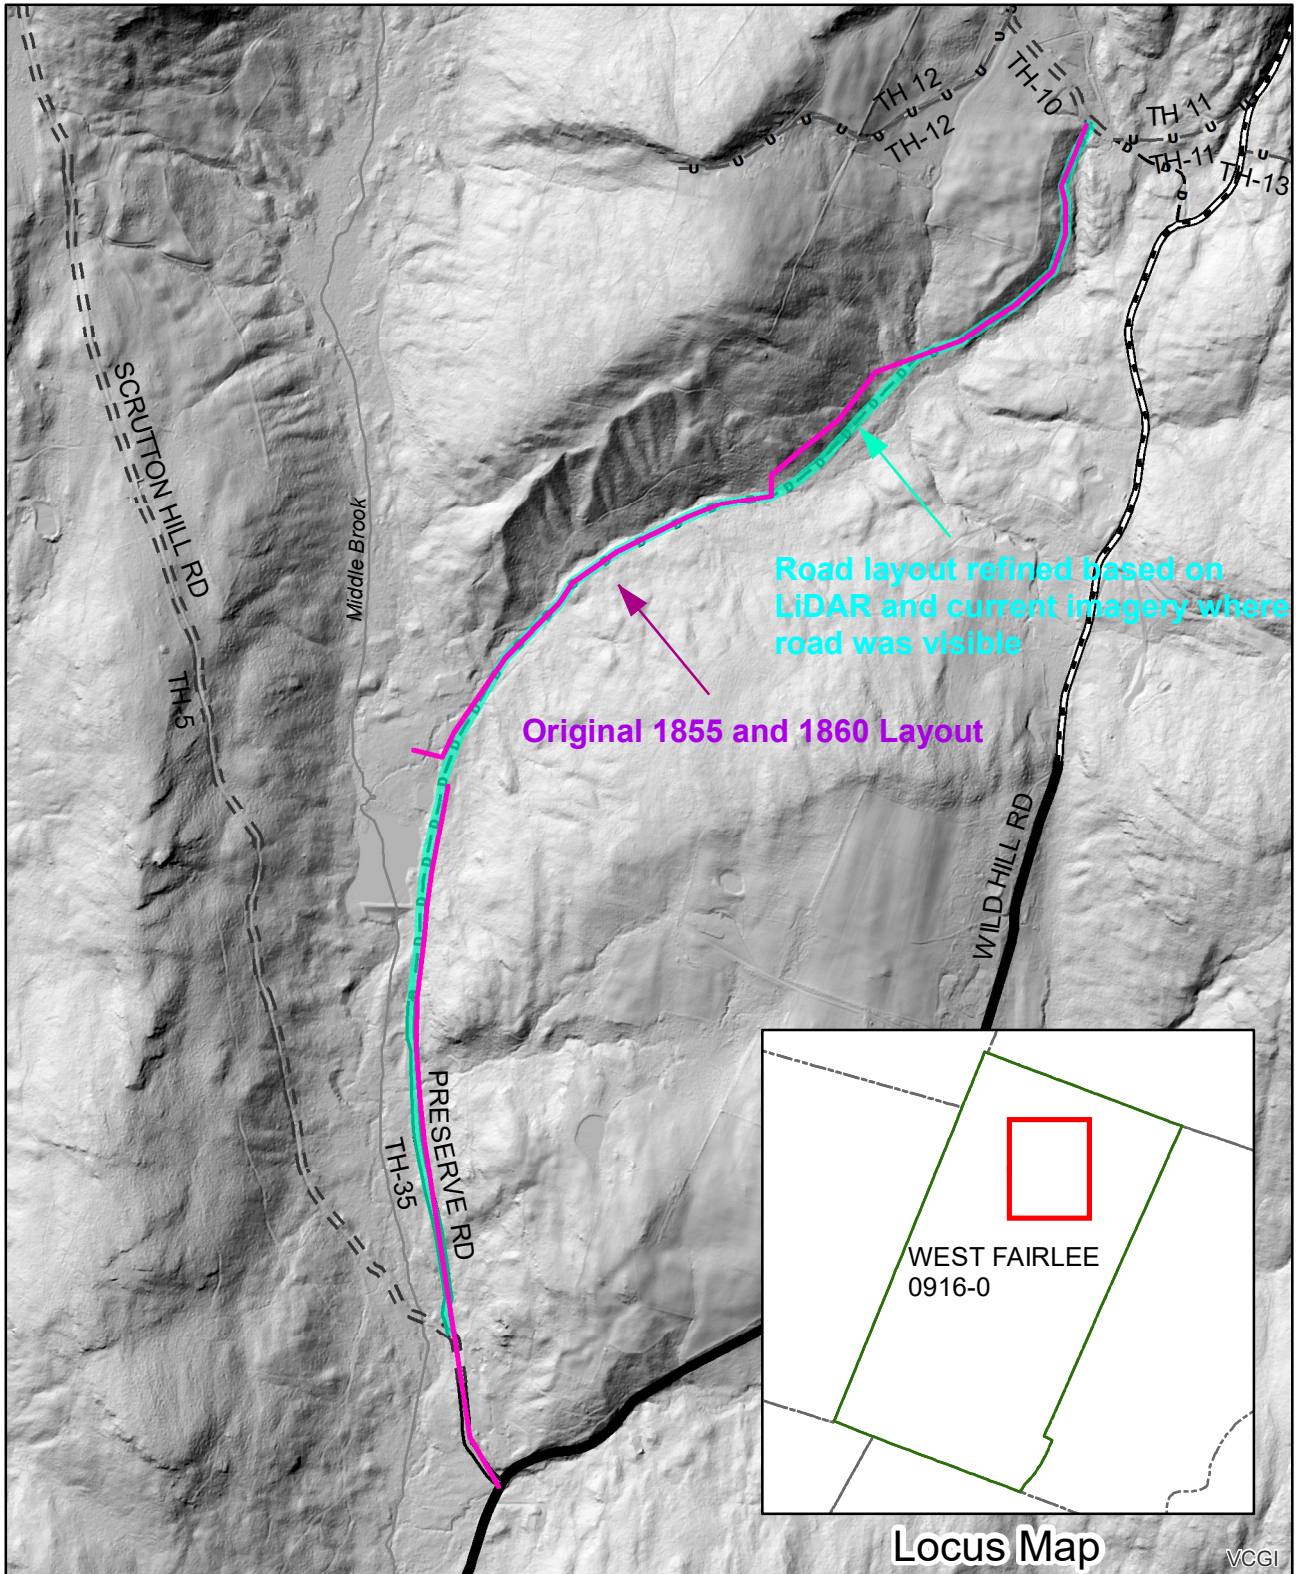 TH-10
TH 12
TH-12
TH 11
TH-11
TH-13
SCRUTTON HILL RD
Middle Brook
Road layout refined based on
LiDAR and current imagery where
road was visible
TH-5
Original 1855 and 1860 Layout
WILD HILL RD
PRESERVE RD
TH-35
WEST FAIRLEE
0916-0
Locus Map
VCGI